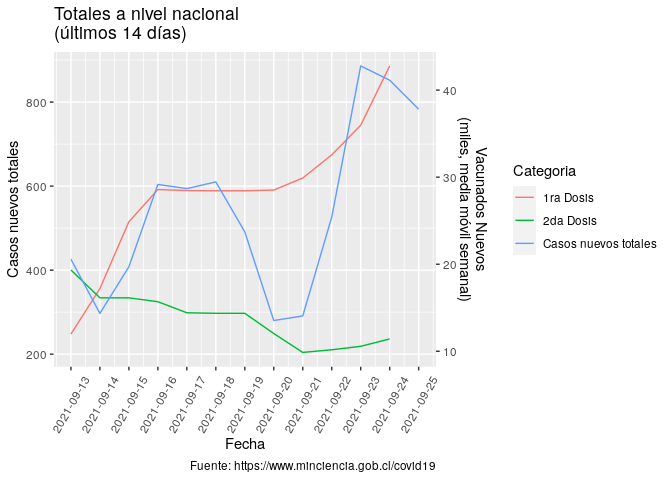 Totales a nivel nacional
(últimos 14 días)
Casos nuevos totales
800
600
400
200
40
30
20
10
Vacunados Nuevos
(miles, media móvil semanal)
2021-09-13
2021-09-14
2021-09-15
2021-09-16
2021-09-17
2021-09-18
2021-09-19
2021-09-20
2021-09-21
2021-09-22
2021-09-23
2021-09-24
2021-09-25
Fecha
Categoria
1ra Dosis
2da Dosis
Casos nuevos totales
Fuente: https://www.minciencia.gob.cl/covid19